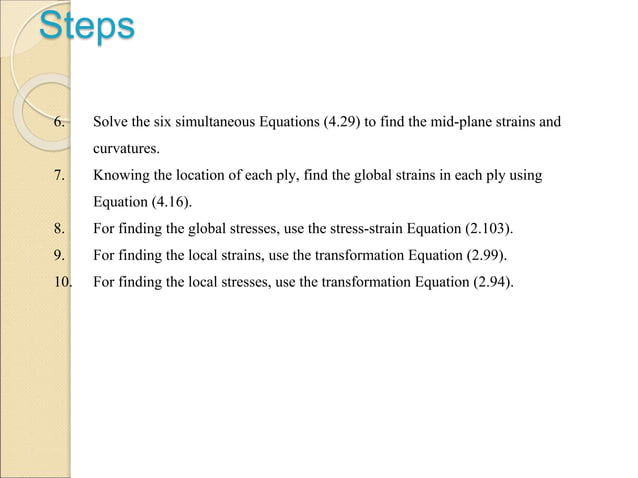 Steps
6. Solve the six simultaneous Equations (4.29) to find the mid-plane strains and
curvatures.
7. Knowing the location of each ply, find the global strains in each ply using
Equation (4.16).
8. For finding the global stresses, use the stress-strain Equation (2.103).
9. For finding the local strains, use the transformation Equation (2.99).
10. For finding the local stresses, use the transformation Equation (2.94).